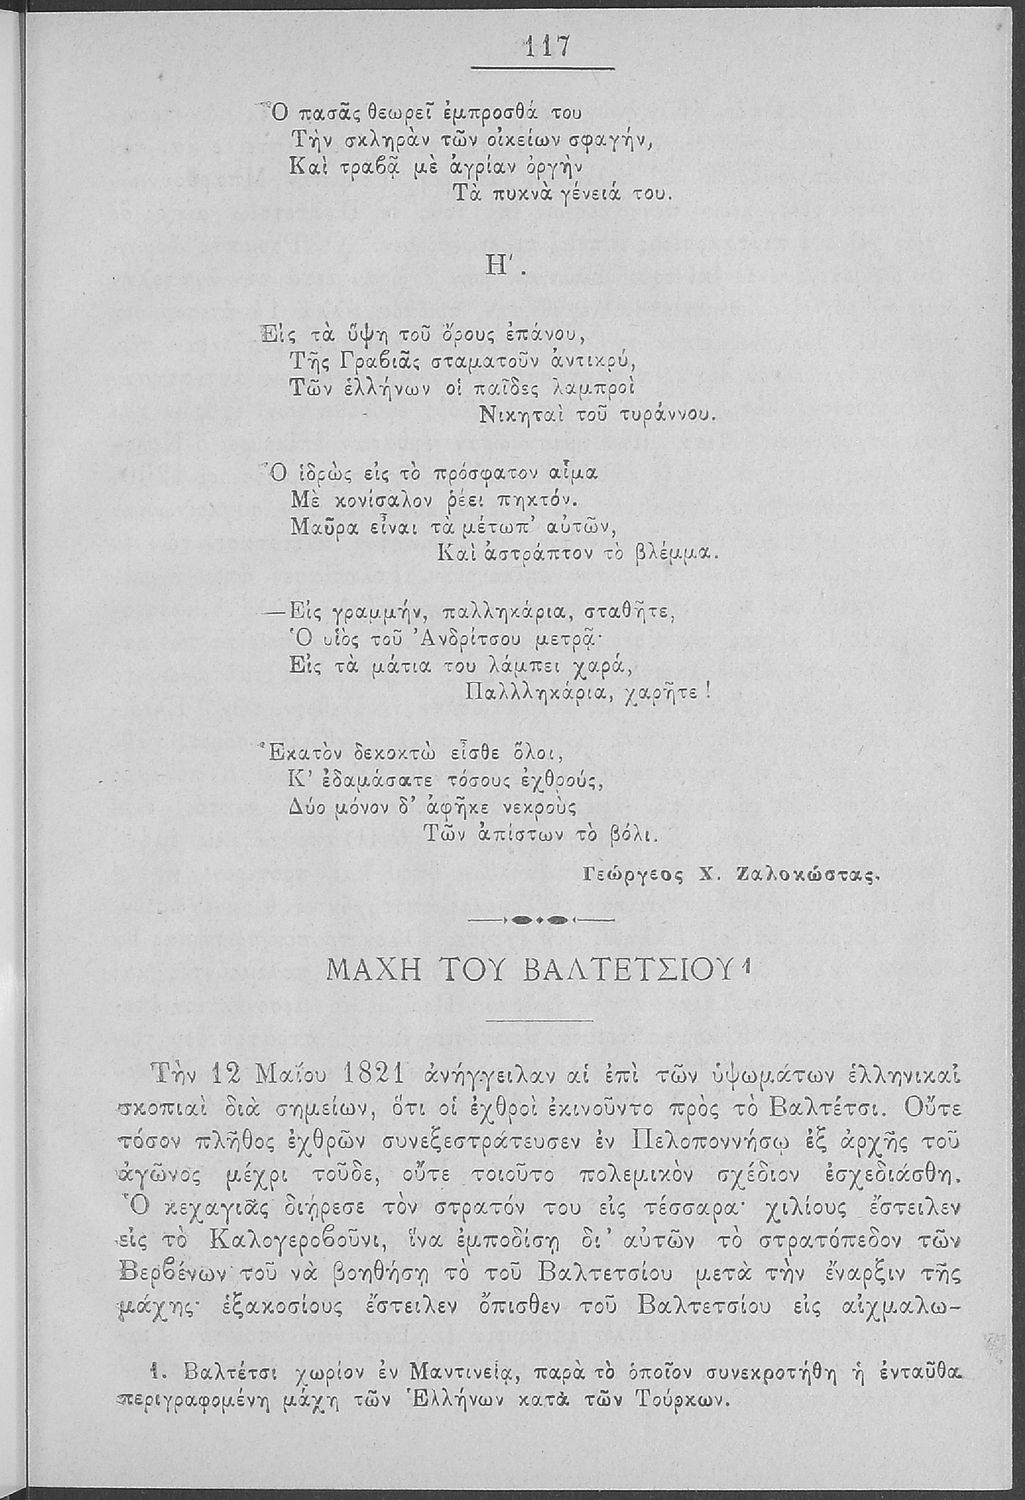 117
Ὁ πασᾶς θεωρεῖ ἐμπροσθά του
Τὴν σκληρὰν τῶν οἰκείων σφαγήν,
Καὶ τραβᾷ μὲ ἀγρίαν ὀργὴν
Τὰ πυκνὰ γένειά του.
Η'.
Εἰς τὰ ὕψη τοῦ ὄρους ἐπάνου,
Τῆς Γραβιᾶς σταματοῦν ἀντικρύ,
Τῶν ἑλλήνων οἱ παῖδες λαμπροὶ
Νικηταὶ τοῦ τυράννου.
Ὁ ἱδρὼς εἰς τὸ πρόσφατον αἷμα
Μὲ κονίσαλον ῥέει πηκτόν.
Μαῦρα εἶναι τὰ μέτωπ' αὐτῶν,
Καὶ ἀστράπτον τὸ βλέμμα.
—Εἰς γραμμήν, παλληκάρια, σταθῆτε,
Ὁ υἱὸς τοῦ Ἀνδρίτσου μετρᾷ·
Εἰς τὰ μάτια του λάμπει χαρά,
Παλλληκάρια, χαρῆτε !
Ἑκατὸν δεκοκτὼ εἶσθε ὅλοι,
Κ' ἐδαμάσατε τόσους ἐχθρούς,
Δύο μόνον δ' ἀφῆκε νεκροὺς
Τῶν ἀπίστων τὸ βόλι.
Γεώργεος Χ. Ζαλοκώστας.
ΜΑΧΗ ΤΟΥ ΒΑΛΤΕΤΣΙΟΥ 1
Τὴν 12 Μαΐου 1821 ἀνήγγειλαν αἱ ἐπὶ τῶν ὑψωμάτων ἑλληνικαὶ
σκοπιαὶ διὰ σημείων, ὅτι οἱ ἐχθροὶ ἐκινοῦντο πρὸς τὸ Βαλτέτσι. Οὔτε
τόσον πλῆθος ἐχθρῶν συνεξεστράτευσεν ἐν Πελοποννήσῳ ἐξ ἀρχῆς τοῦ
ἀγῶνος μέχρι τοῦδε, οὔτε τοιοῦτο πολεμικὸν σχέδιον ἐσχεδιάσθη.
Ὁ κεχαγιᾶς διῄρεσε τὸν στρατόν του εἰς τέσσαρα· χιλίους ἔστειλεν
εἰς τὸ Καλογεροβοῦνι, ἵνα ἐμποδίσῃ δι' αὐτῶν τὸ στρατόπεδον τῶν
Βερβένων τοῦ νὰ βοηθήσῃ τὸ τοῦ Βαλτετσίου μετὰ τὴν ἔναρξιν τῆς
μάχης· ἑξακοσίους ἔστειλεν ὄπισθεν τοῦ Βαλτετσίου εἰς αἰχμαλω-
1. Βαλτέτσι χωρίον ἐν Μαντινείᾳ, παρὰ τὸ ὁποῖον συνεκροτήθη ἡ ἐνταῦθα
περιγραφομένη μάχη τῶν Ἑλλήνων κατὰ τῶν Τούρκων.